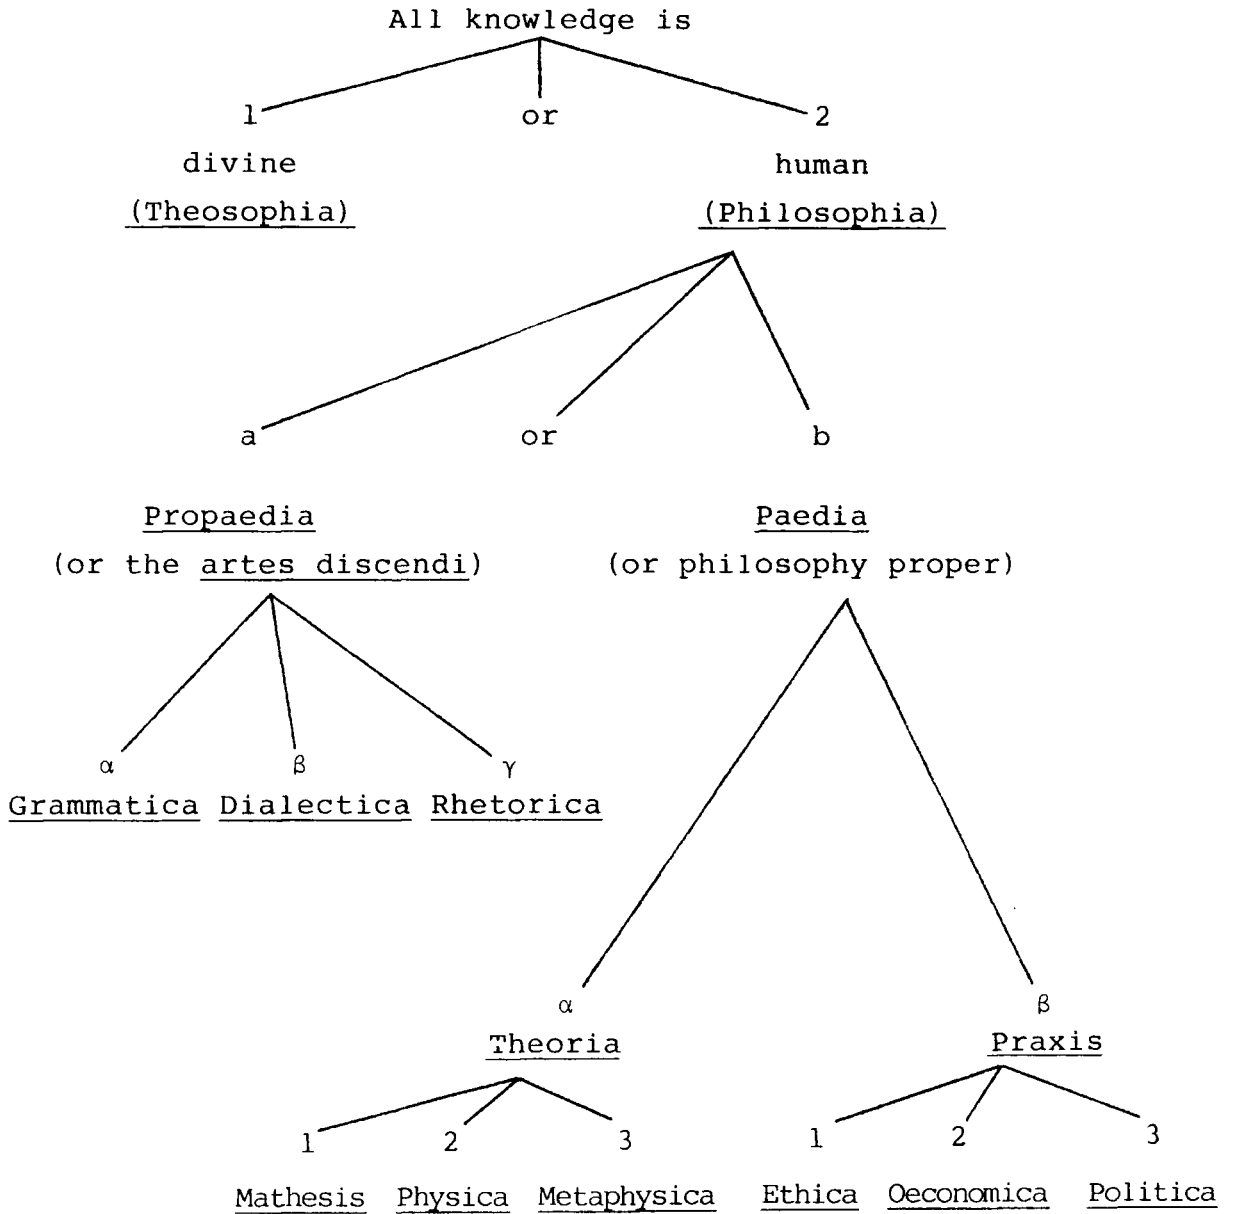 All knowledge is
1 or 2
divine human
(Theosophia) (Philosophia)
a or b
Propaedia Paedia
(or the artes discendi) (or philosophy proper)
α β γ
Grammatica Dialectica Rhetorica
α β
Theoria Praxis
1 2 3 1 2 3
Mathesis Physica Metaphysica Ethica Oeconomica Politica